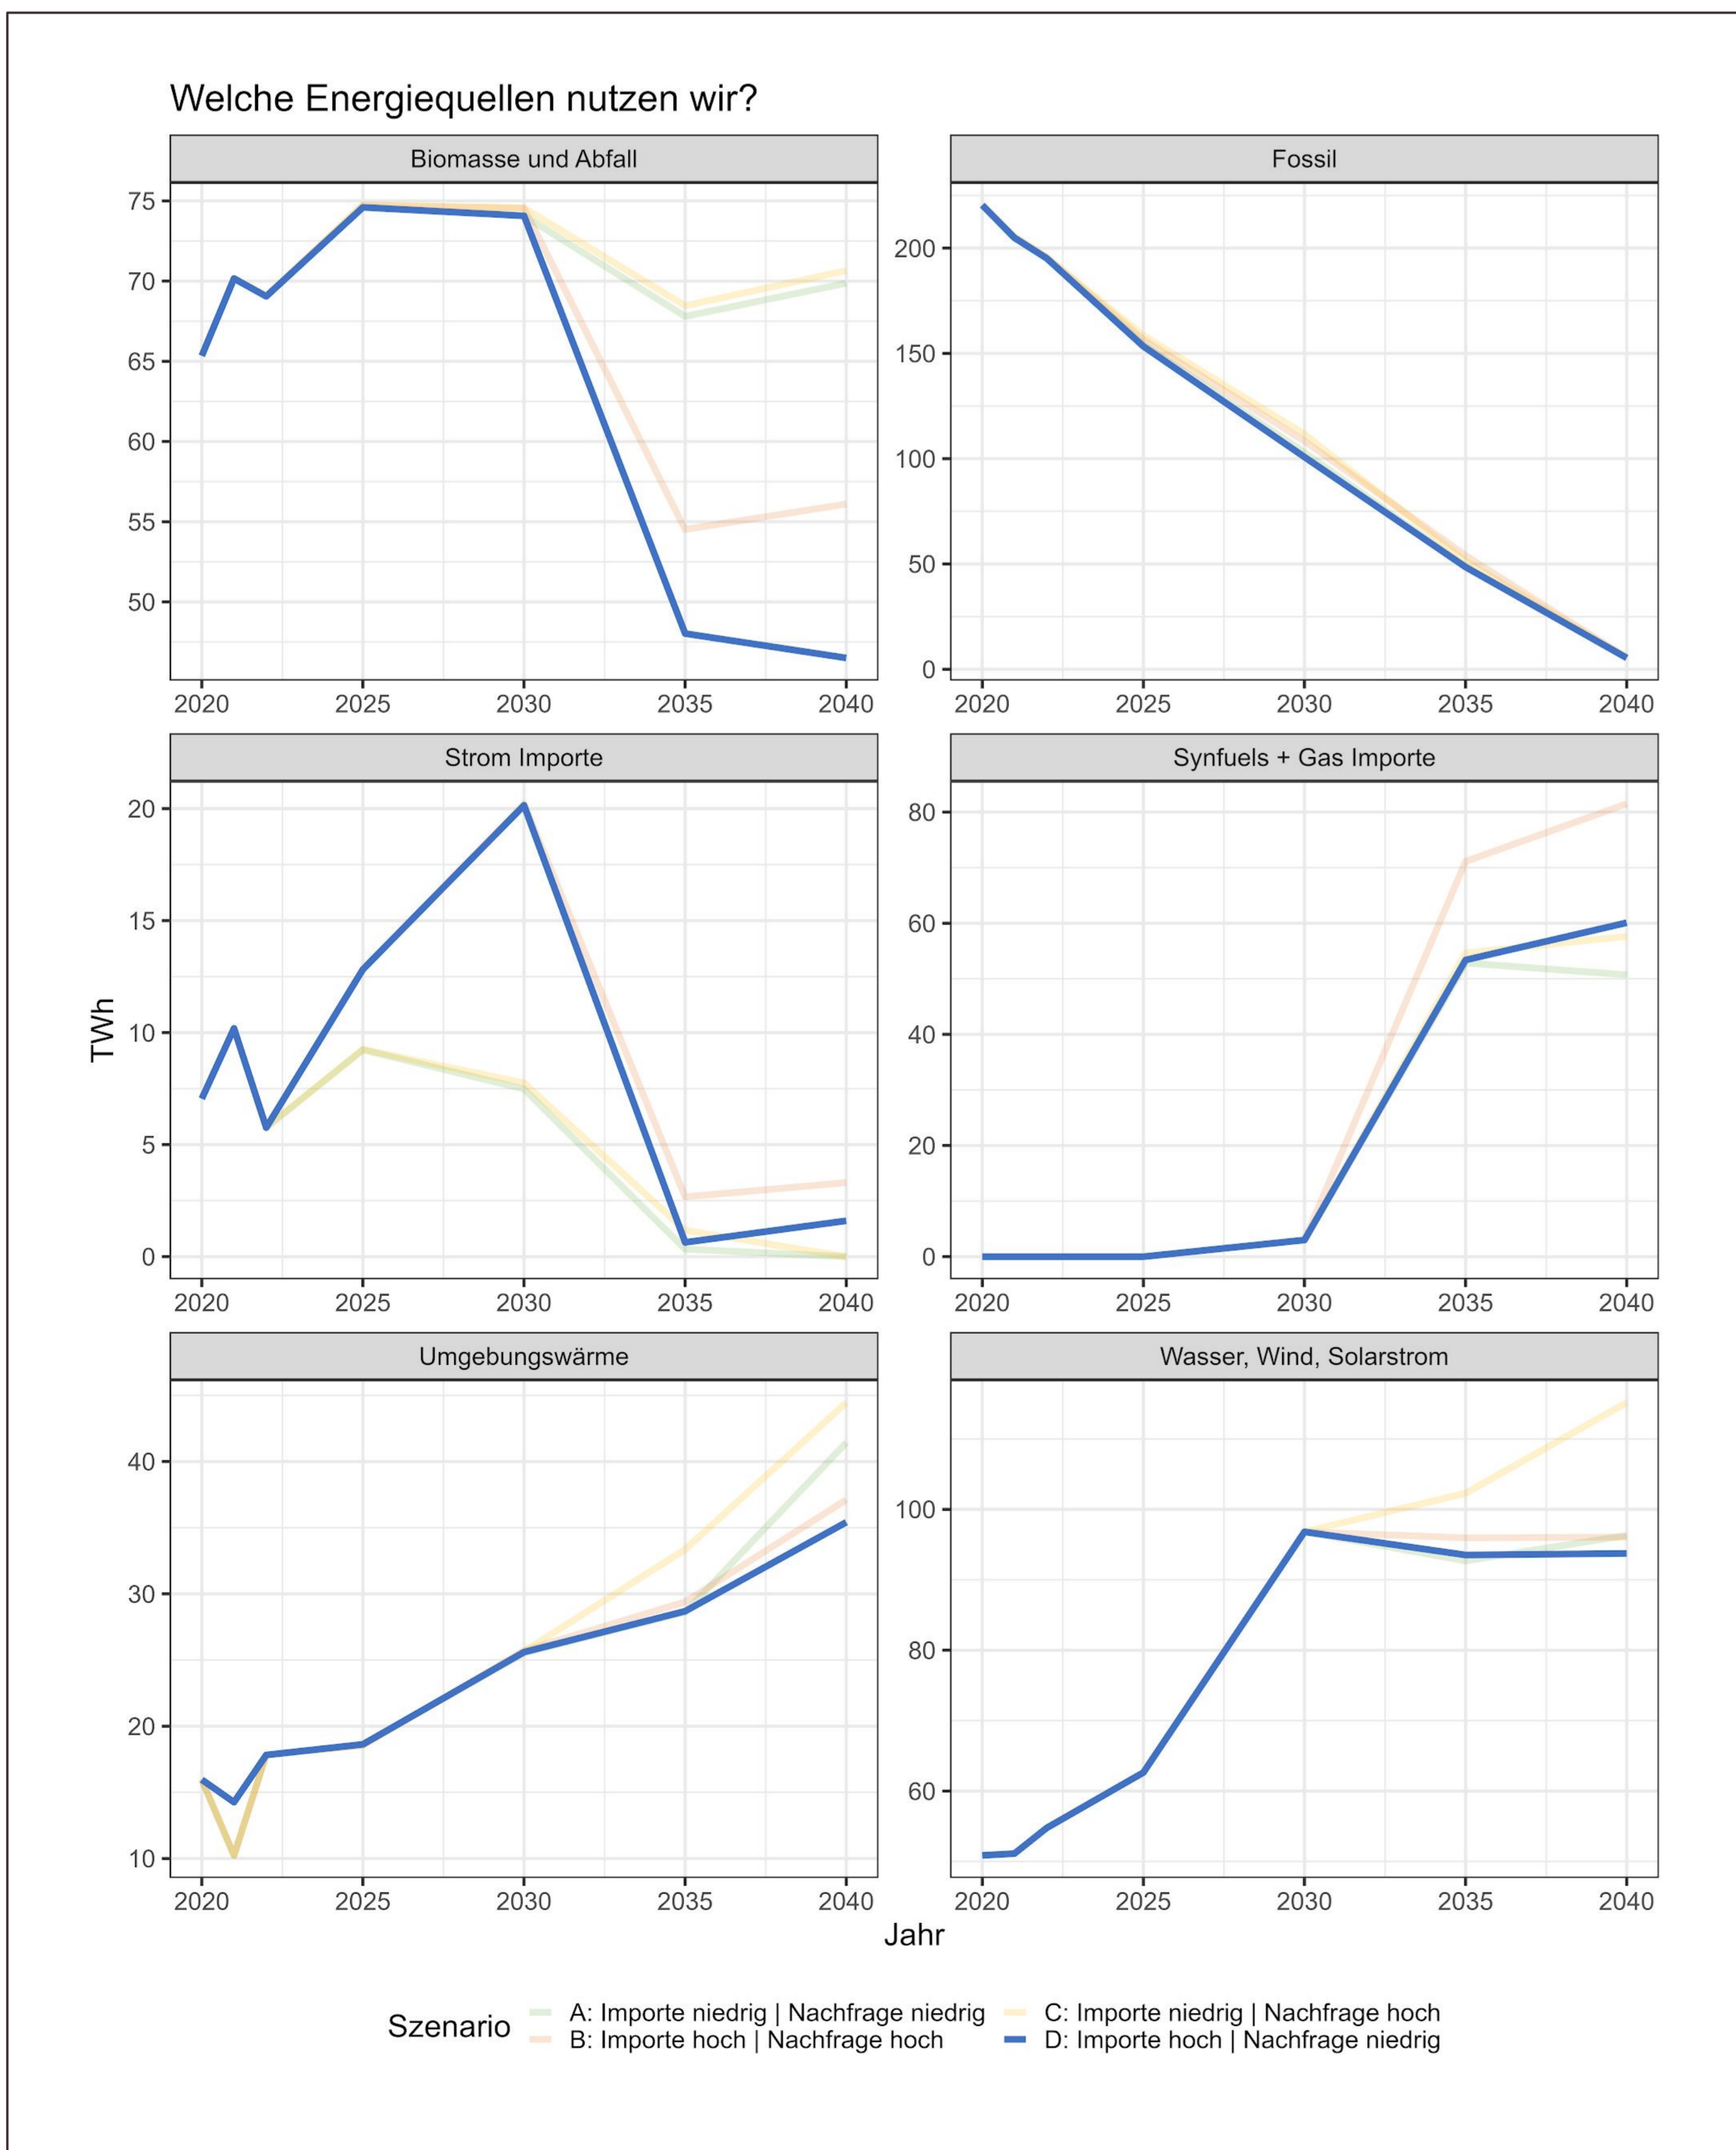 Welche Energiequellen nutzen wir?
Biomasse und Abfall
75
70
65
60
55
50
2020 2025 2030 2035 2040
Fossil
200
150
100
50
0
2020 2025 2030 2035 2040
TWh
Strom Importe
20
15
10
5
0
2020 2025 2030 2035 2040
Synfuels + Gas Importe
80
60
40
20
0
2020 2025 2030 2035 2040
Umgebungswärme
40
30
20
10
2020 2025 2030 2035 2040
Wasser, Wind, Solarstrom
100
80
60
2020 2025 2030 2035 2040
Jahr
Szenario
A: Importe niedrig | Nachfrage niedrig
B: Importe hoch | Nachfrage hoch
C: Importe niedrig | Nachfrage hoch
D: Importe hoch | Nachfrage niedrig